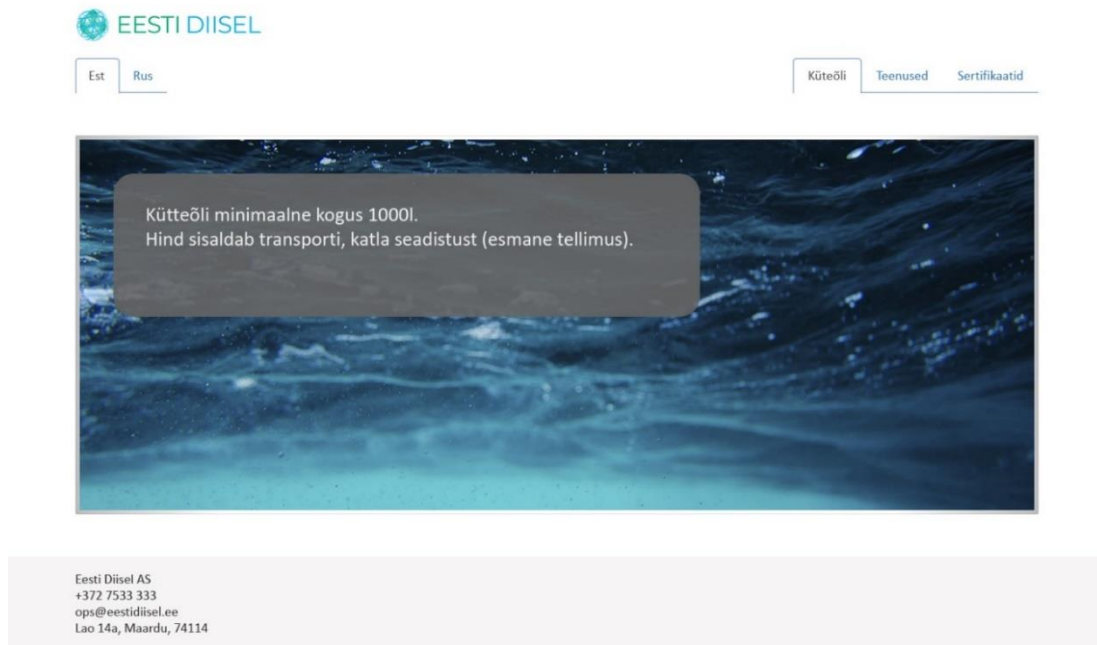 EESTI DIISEL
Est Rus
Küteõli Teenused Sertifikaatid
Kütteõli minimaalne kogus 1000l.
Hind sisaldab transporti, katla seadistust (esmane tellimus).
Eesti Diisel AS
+372 7533 333
ops@eestidiisel.ee
Lao 14a, Maardu, 74114